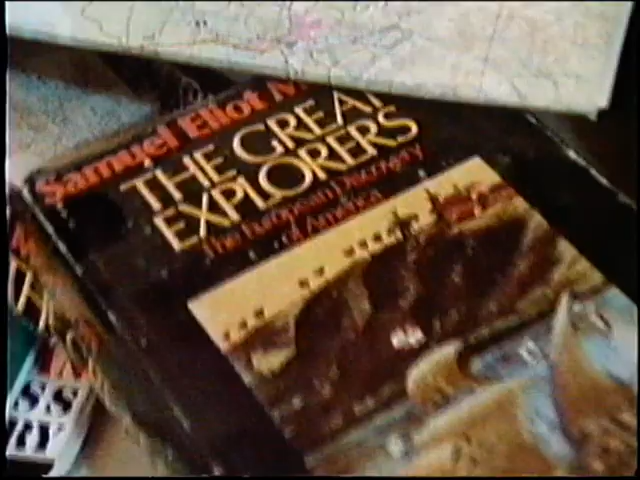 Samuel Eliot M
THE GREAT
EXPLORERS
The European Discovery
of America